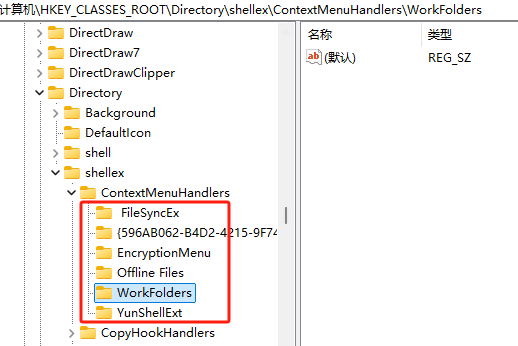 计算机\HKEY_CLASSES_ROOT\Directory\shellex\ContextMenuHandlers\WorkFolders
名称 类型
DirectDraw
DirectDraw7
(默认) REG_SZ
DirectDrawClipper
Directory
Background
DefaultIcon
shell
shellex
ContextMenuHandlers
FileSyncEx
{596AB062-B4D2-4215-9F74
EncryptionMenu
Offline Files
WorkFolders
YunShellExt
CopyHookHandlers